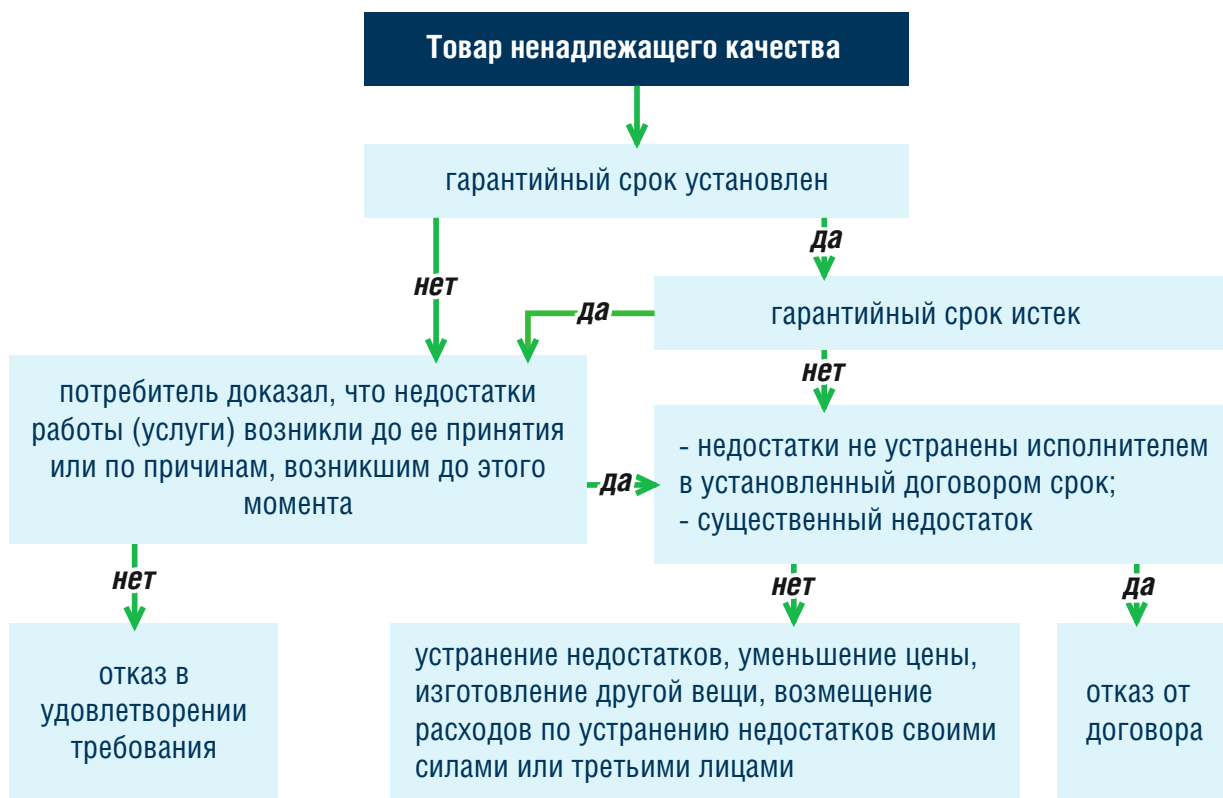 Товар ненадлежащего качества
гарантийный срок установлен
да
нет
гарантийный срок истек
да
нет
потребитель доказал, что недостатки
работы (услуги) возникли до ее принятия
или по причинам, возникшим до этого
момента
да
- недостатки не устранены исполнителем
в установленный договором срок;
- существенный недостаток
нет
нет
да
отказ в
удовлетворении
требования
устранение недостатков, уменьшение цены,
изготовление другой вещи, возмещение
расходов по устранению недостатков своими
силами или третьими лицами
отказ от
договора